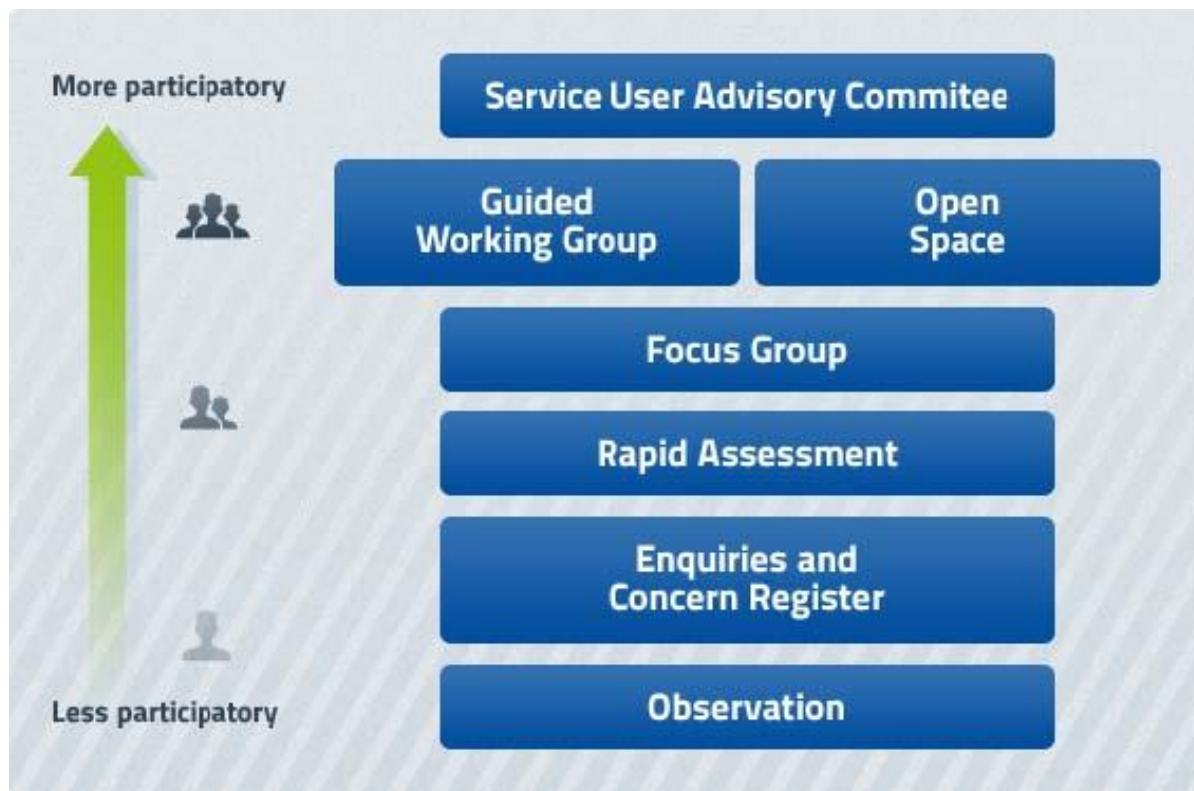 More participatory
Service User Advisory Commitee
Guided
Working Group
Open
Space
Focus Group
Rapid Assessment
Enquiries and
Concern Register
Less participatory
Observation